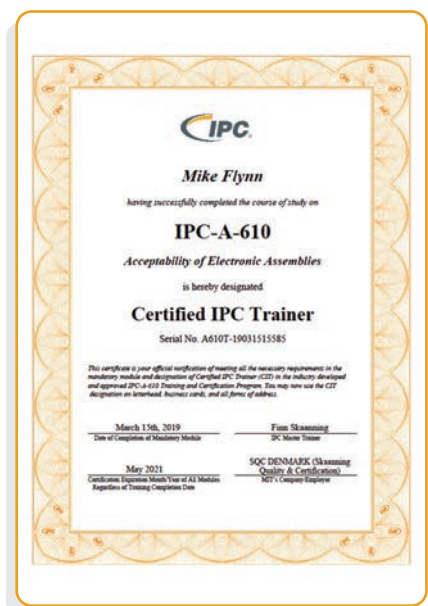 IPC
Mike Flynn
having successfully completed the course of study on
IPC-A-610
Acceptability of Electronic Assemblies
is hereby designated
Certified IPC Trainer
Serial No. A610T-19031515585
This certificate is your official notification of meeting all the necessary requirements in the
mandatory module and designation of Certified IPC Trainer (CIT) in the industry developed
and approved IPC-A-610 Training and Certification Program. You may now use the CIT
designation on letterhead, business cards, and all forms of address.
March 15th, 2019
Date of Completion of Mandatory Module
Finn Skaanning
IPC Master Trainer
May 2021
Certification Expiration Month/Year of All Modules
Regardless of Training Completion Date
SQC DENMARK (Skaanning
Quality & Certification)
MIT's Company/Employer